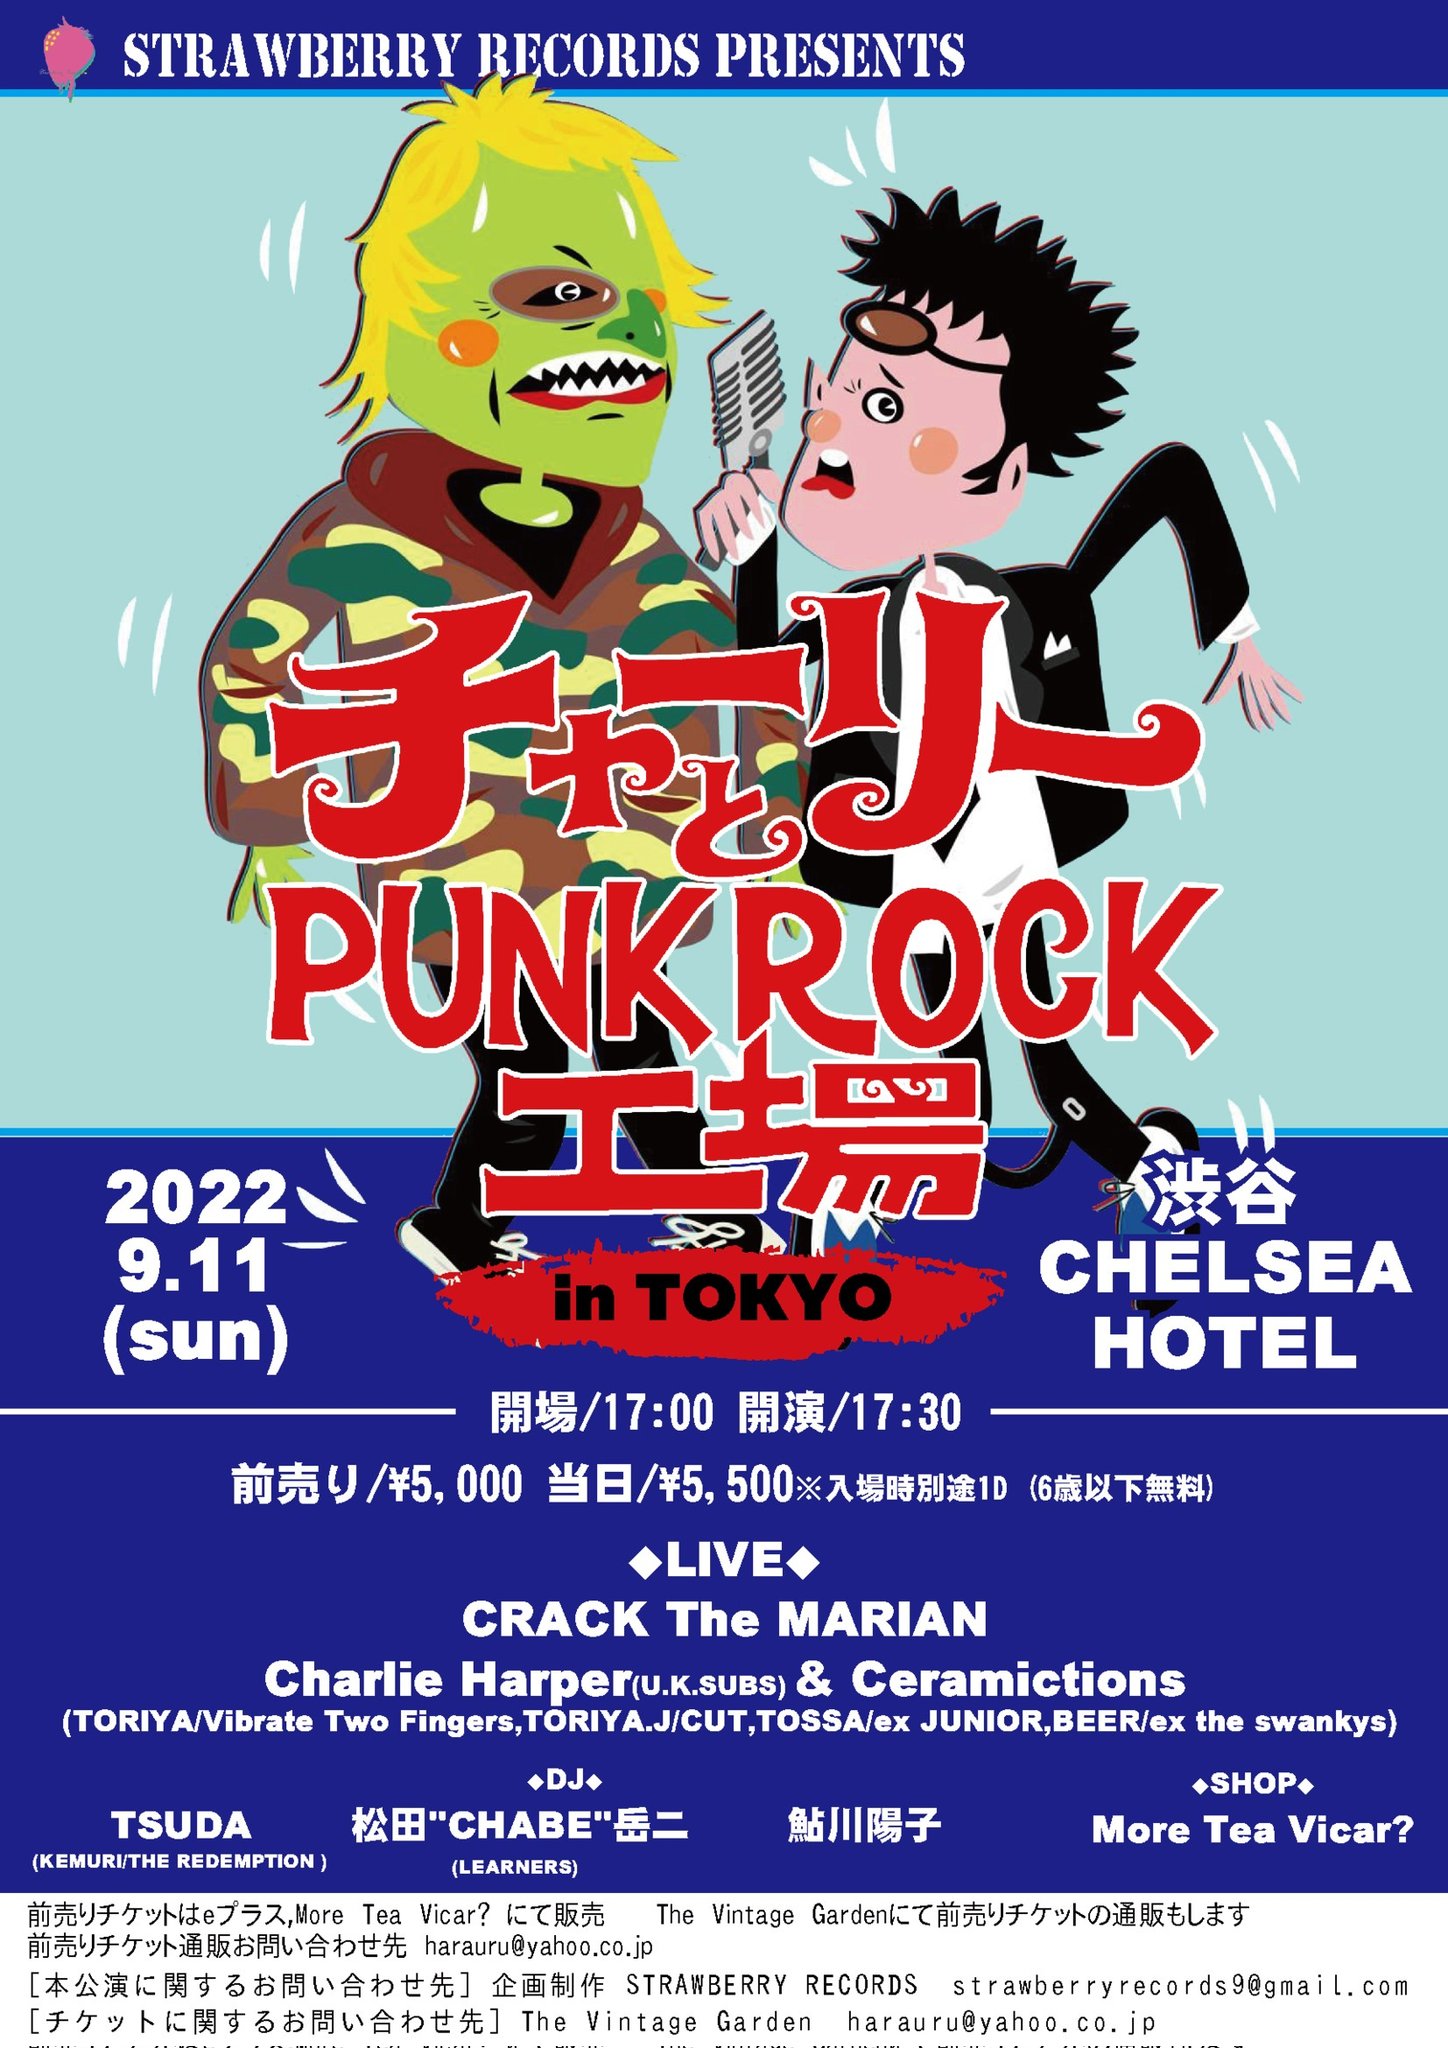 STRAWBERRY RECORDS PRESENTS
チャーリー
と
PUNKROCK
工場
in TOKYO
2022
9.11
(sun)
渋谷
CHELSEA
HOTEL
開場/17:00 開演/17:30
前売り/¥5,000 当日/¥5,500※入場時別途1D (6歳以下無料)
◆LIVE◆
CRACK The MARIAN
Charlie Harper(U.K.SUBS) & Ceramictions
(TORIYA/Vibrate Two Fingers,TORIYA.J/CUT,TOSSA/ex JUNIOR,BEER/ex the swankys)
◆DJ◆
TSUDA
(KEMURI/THE REDEMPTION )
松田"CHABE"岳二
(LEARNERS)
鮎川陽子
◆SHOP◆
More Tea Vicar?
前売りチケットはeプラス,More Tea Vicar? にて販売 The Vintage Gardenにて前売りチケットの通販もします
前売りチケット通販お問い合わせ先 harauru@yahoo.co.jp
[本公演に関するお問い合わせ先] 企画制作 STRAWBERRY RECORDS strawberryrecords9@gmail.com
[チケットに関するお問い合わせ先] The Vintage Garden harauru@yahoo.co.jp